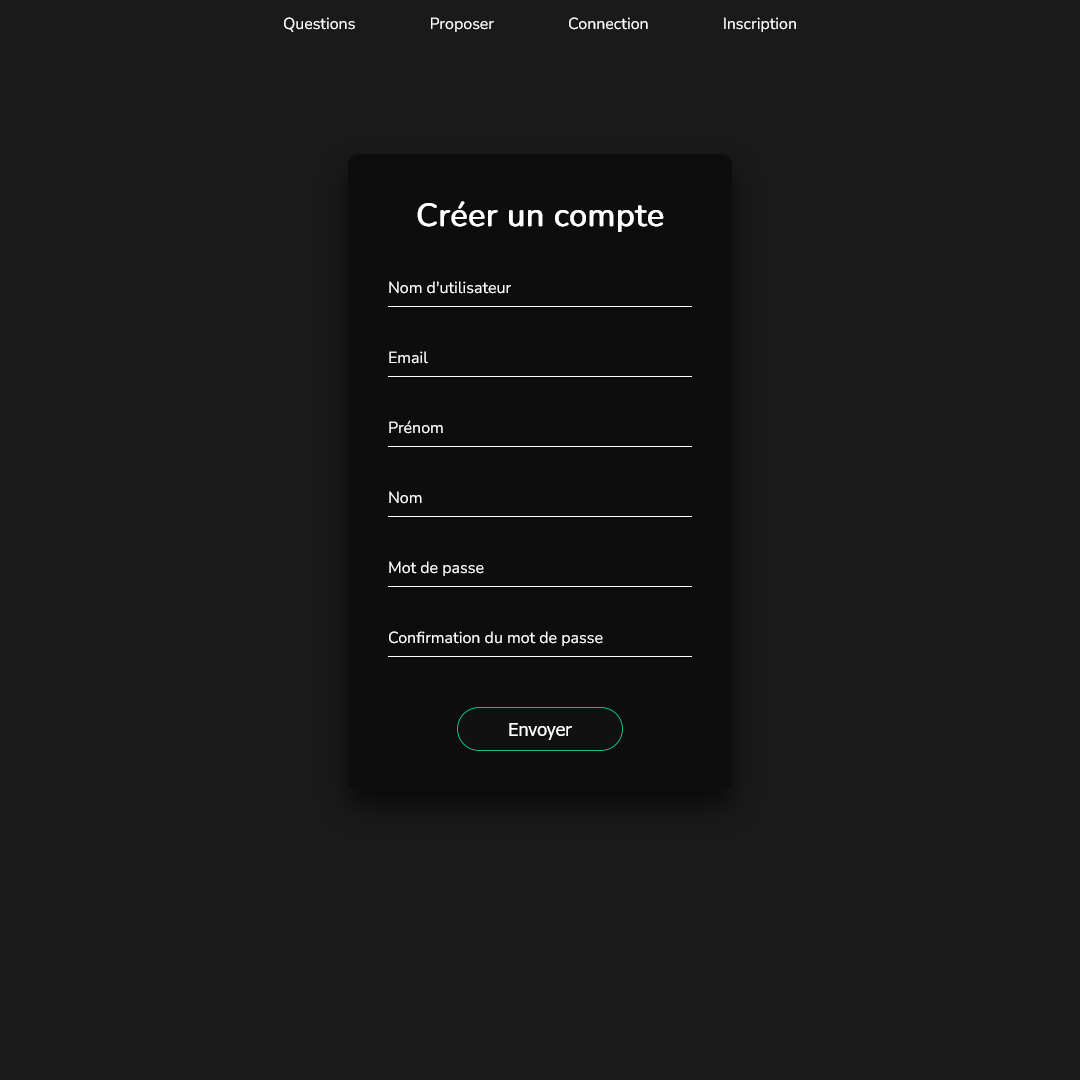 Questions Proposer Connection Inscription
Créer un compte
Nom d'utilisateur
Email
Prénom
Nom
Mot de passe
Confirmation du mot de passe
Envoyer